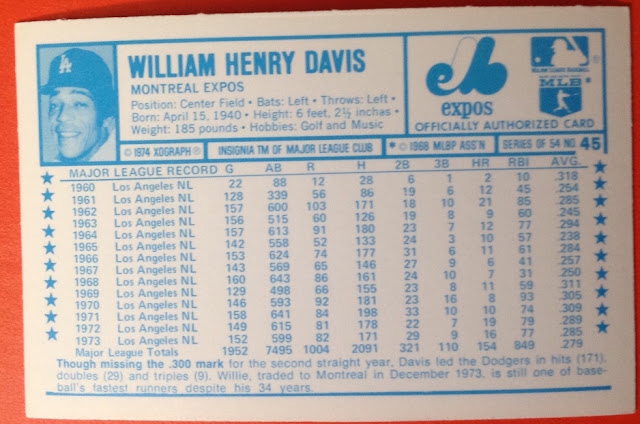 LA
WILLIAM HENRY DAVIS
MONTREAL EXPOS
Position: Center Field • Bats: Left • Throws: Left •
Born: April 15, 1940 • Height: 6 feet, 2½ inches •
Weight: 185 pounds • Hobbies: Golf and Music
expos
MAJOR LEAGUE BASEBALL
MLB
OFFICIALLY AUTHORIZED CARD
© 1974 XOGRAPH ® INSIGNIA TM OF MAJOR LEAGUE CLUB * © 1968 MLBP ASS'N SERIES OF 54 NO. 45
MAJOR LEAGUE RECORD G AB R H 2B 3B HR RBI AVG.
1960 Los Angeles NL 22 88 12 28 6 1 2 10 .318
1961 Los Angeles NL 128 339 56 86 19 6 12 45 .254
1962 Los Angeles NL 157 600 103 171 18 10 21 85 .285
1963 Los Angeles NL 156 515 60 126 19 8 9 60 .245
1964 Los Angeles NL 157 613 91 180 23 7 12 77 .294
1965 Los Angeles NL 142 558 52 133 24 3 10 57 .238
1966 Los Angeles NL 153 624 74 177 31 6 11 61 .284
1967 Los Angeles NL 143 569 65 146 27 9 6 41 .257
1968 Los Angeles NL 160 643 86 161 24 10 7 31 .250
1969 Los Angeles NL 129 498 66 155 23 8 11 59 .311
1970 Los Angeles NL 146 593 92 181 23 16 8 93 .305
1971 Los Angeles NL 158 641 84 198 33 10 10 74 .309
1972 Los Angeles NL 149 615 81 178 22 7 19 79 .289
1973 Los Angeles NL 152 599 82 171 29 9 16 77 .285
Major League Totals 1952 7495 1004 2091 321 110 154 849 .279
Though missing the .300 mark for the second straight year, Davis led the Dodgers in hits (171),
doubles (29) and triples (9). Willie, traded to Montreal in December 1973, is still one of base-
ball's fastest runners despite his 34 years.